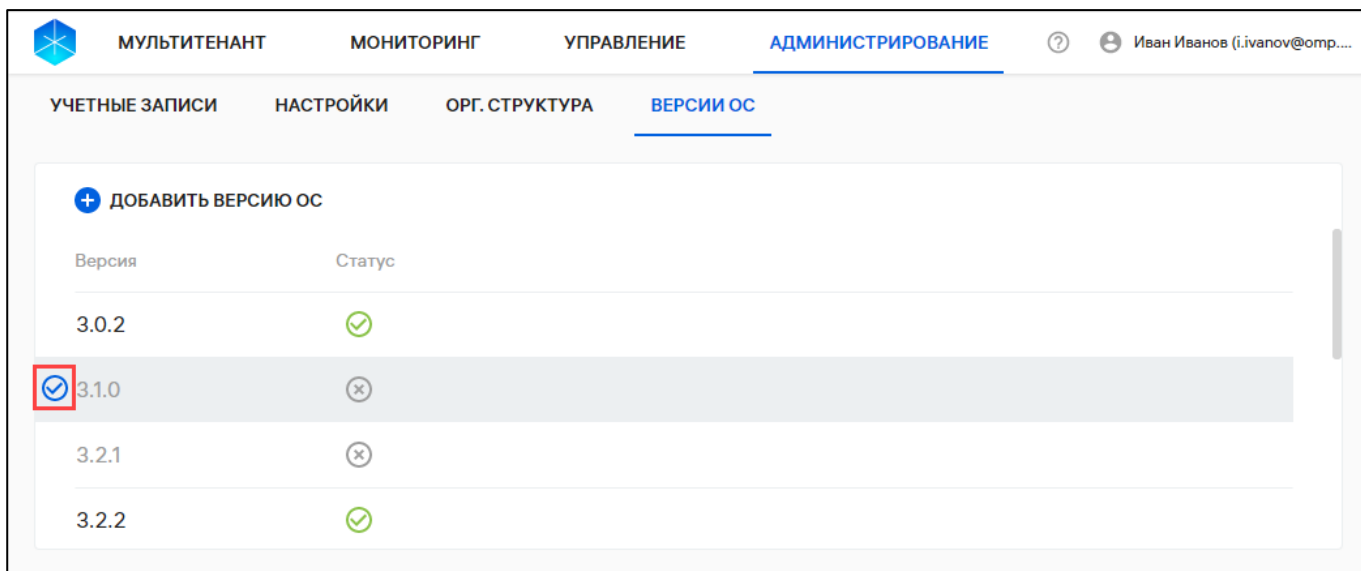 МУЛЬТИТЕНАНТ МОНИТОРИНГ УПРАВЛЕНИЕ АДМИНИСТРИРОВАНИЕ ? Иван Иванов (i.ivanov@omp....
УЧЕТНЫЕ ЗАПИСИ НАСТРОЙКИ ОРГ. СТРУКТУРА ВЕРСИИ ОС
ДОБАВИТЬ ВЕРСИЮ ОС
Версия Статус
3.0.2
3.1.0
3.2.1
3.2.2